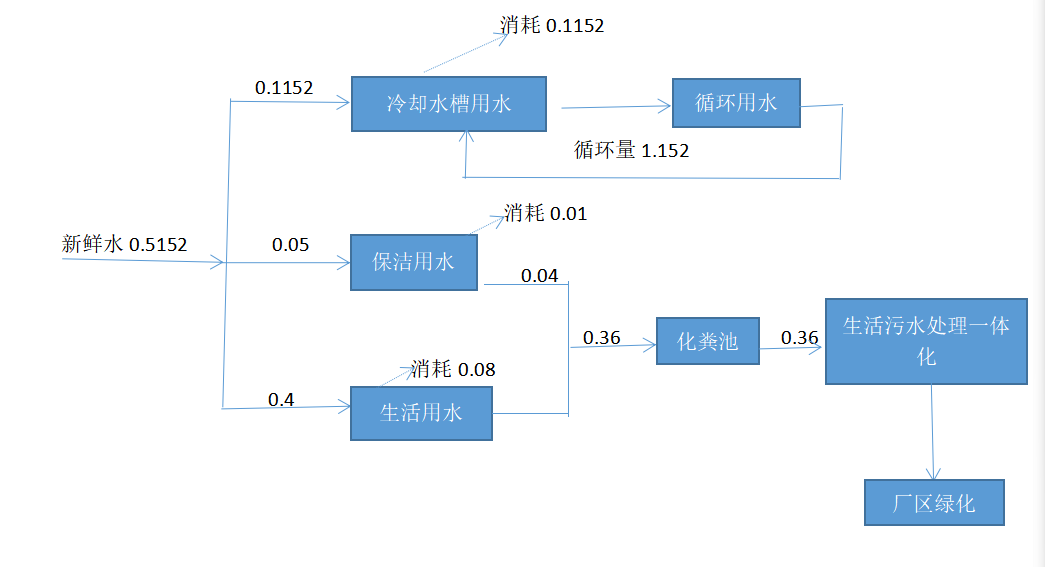 消耗 0.1152
0.1152
冷却水槽用水
循环用水
循环量 1.152
消耗 0.01
新鲜水 0.5152
0.05
保洁用水
0.04
生活污水处理一体
化
0.36
化粪池
0.36
消耗 0.08
0.4
生活用水
厂区绿化